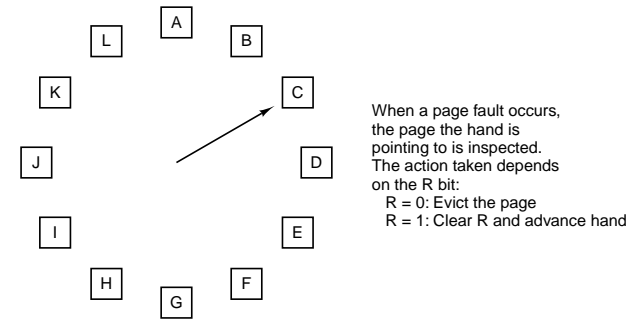 A
L
B
K
C
J
D
I
E
H
F
G
When a page fault occurs,
the page the hand is
pointing to is inspected.
The action taken depends
on the R bit:
R = 0: Evict the page
R = 1: Clear R and advance hand